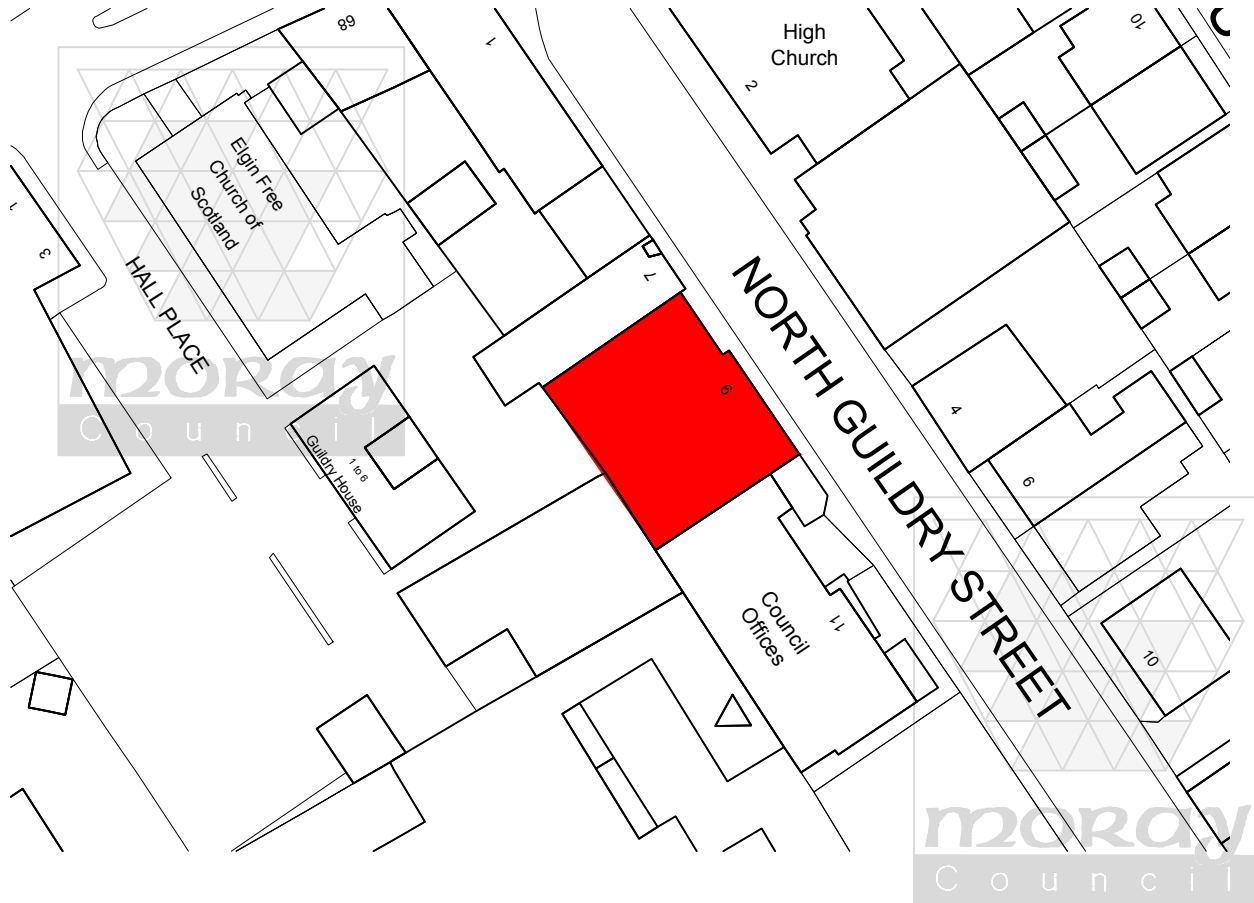 89
1
High
Church
2
10
Elgin Free
Church of
Scotland
3
HALL PLACE
7
NORTH GUILDRY STREET
9
4
6
1 to 6
Guildry House
Council
Offices
11
10
moray
Council
moray
Council